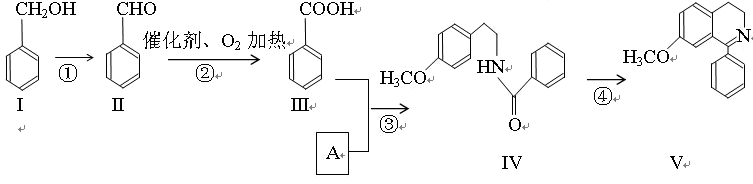 CH₂OH CHO COOH
催化剂、O₂ 加热
① ②
H₃CO HN O
H₃CO N
I II III
A ③ ④
IV V